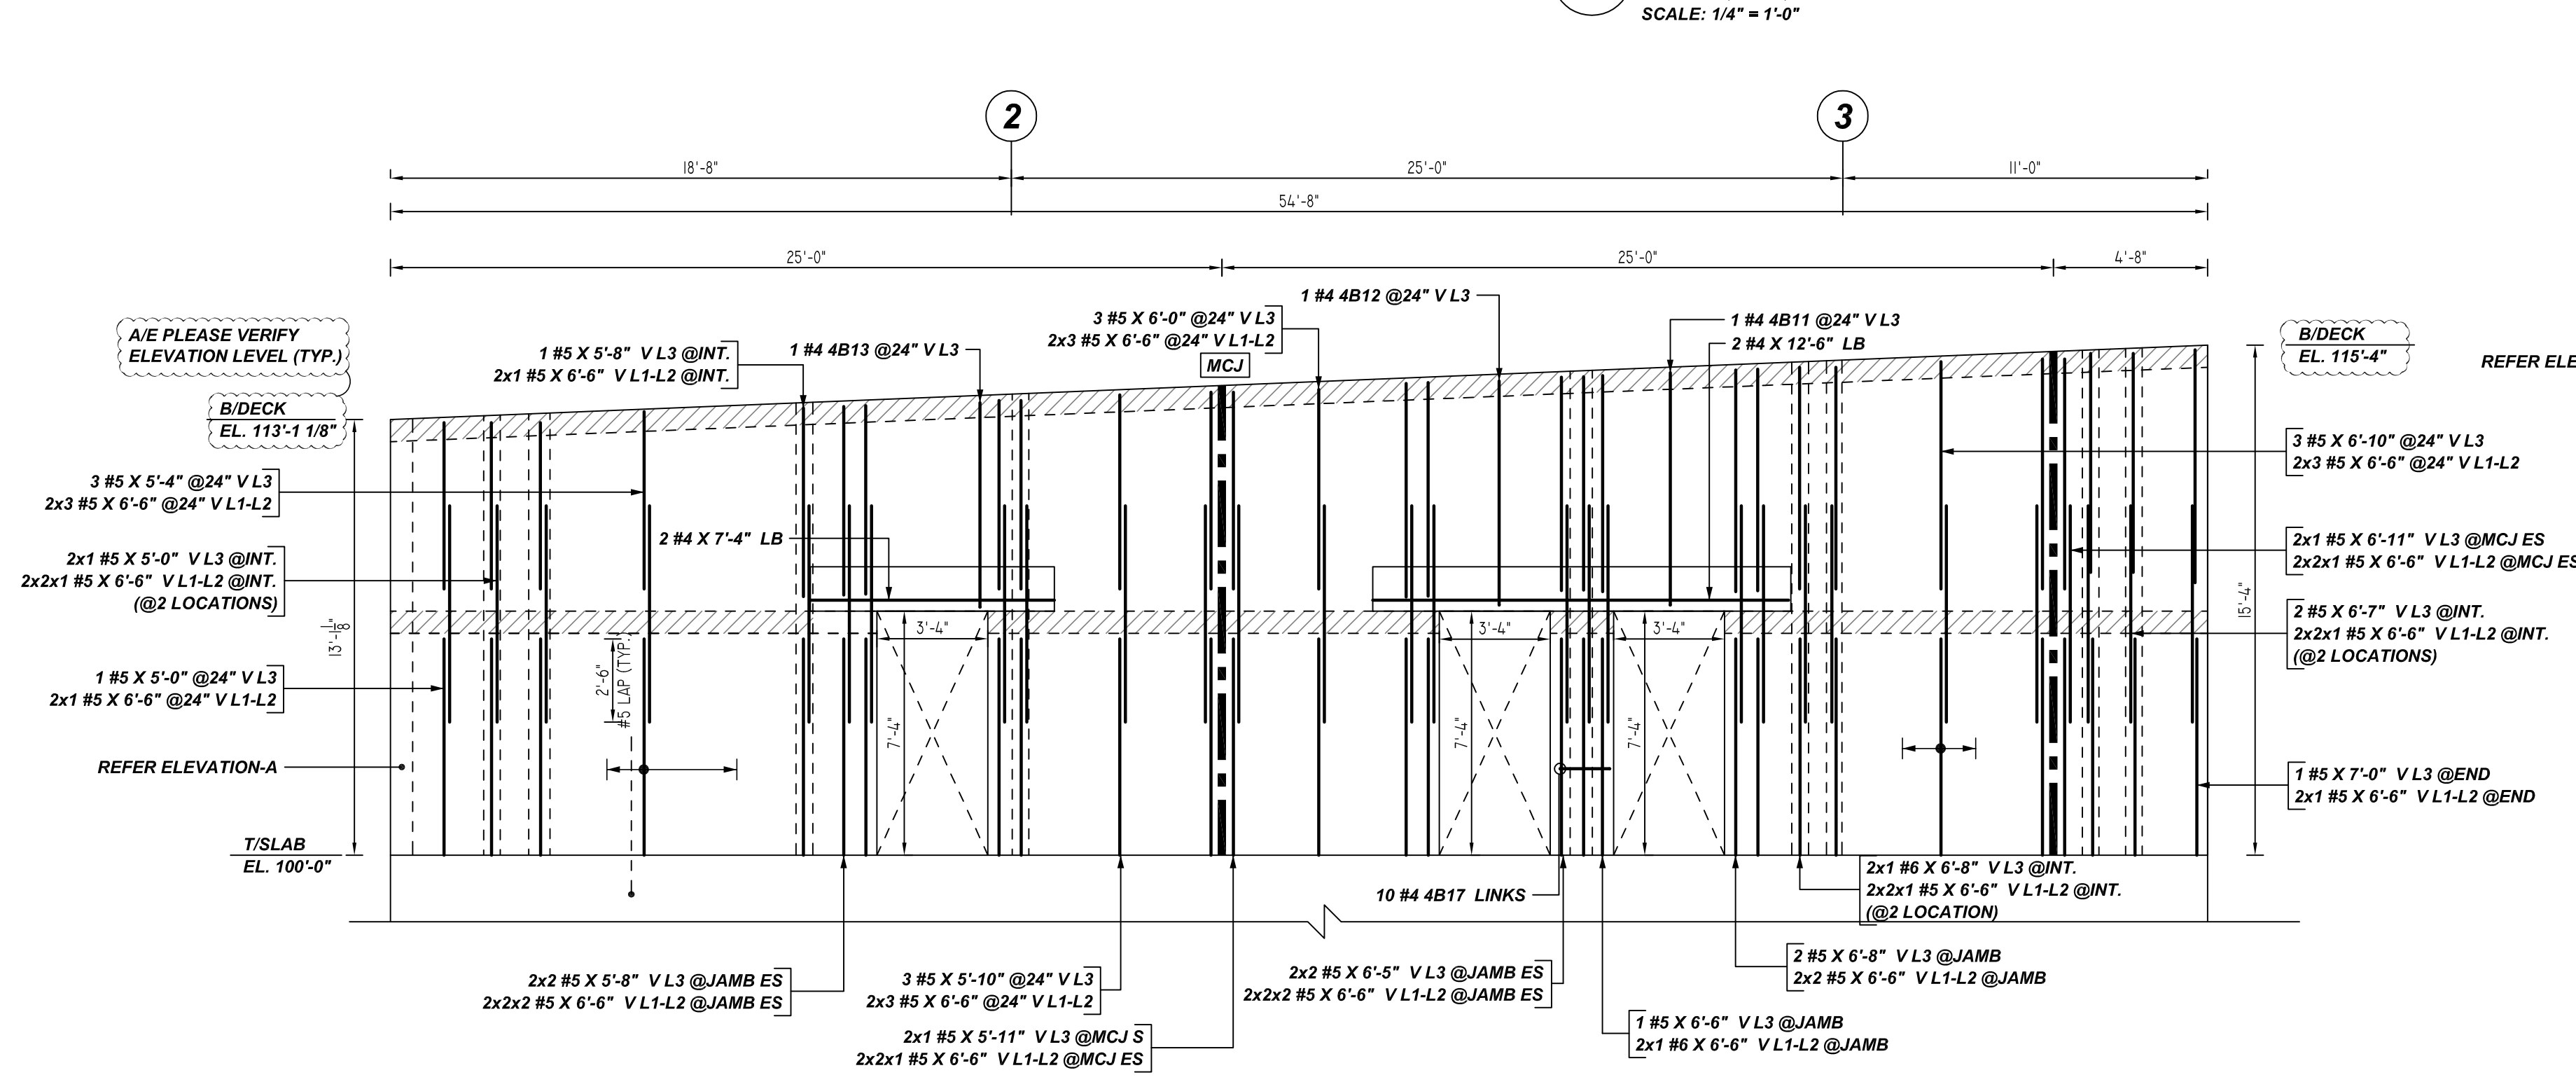 SCALE: 1/4" = 1'-0"
2
3
18'-8"
25'-0"
11'-0"
54'-8"
25'-0"
25'-0"
4'-8"
A/E PLEASE VERIFY
ELEVATION LEVEL (TYP.)
B/DECK
EL. 113'-1 1/8"
1 #5 X 5'-8" V L3 @INT.
2x1 #5 X 6'-6" V L1-L2 @INT.
1 #4 4B13 @24" V L3
3 #5 X 6'-0" @24" V L3
2x3 #5 X 6'-6" @24" V L1-L2
MCJ
1 #4 4B12 @24" V L3
1 #4 4B11 @24" V L3
2 #4 X 12'-6" LB
B/DECK
EL. 115'-4"
REFER ELE
3 #5 X 5'-4" @24" V L3
2x3 #5 X 6'-6" @24" V L1-L2
2x1 #5 X 5'-0" V L3 @INT.
2x2x1 #5 X 6'-6" V L1-L2 @INT.
(@2 LOCATIONS)
13'-1 1/8"
1 #5 X 5'-0" @24" V L3
2x1 #5 X 6'-6" @24" V L1-L2
REFER ELEVATION-A
T/SLAB
EL. 100'-0"
2'-6"
#5 LAP (TYP.)
2 #4 X 7'-4" LB
3'-4"
7'-4"
3'-4"
7'-4"
3'-4"
7'-4"
15'-4"
3 #5 X 6'-10" @24" V L3
2x3 #5 X 6'-6" @24" V L1-L2
2x1 #5 X 6'-11" V L3 @MCJ ES
2x2x1 #5 X 6'-6" V L1-L2 @MCJ ES
2 #5 X 6'-7" V L3 @INT.
2x2x1 #5 X 6'-6" V L1-L2 @INT.
(@2 LOCATIONS)
1 #5 X 7'-0" V L3 @END
2x1 #5 X 6'-6" V L1-L2 @END
10 #4 4B17 LINKS
2x1 #6 X 6'-8" V L3 @INT.
2x2x1 #5 X 6'-6" V L1-L2 @INT.
(@2 LOCATION)
2x2 #5 X 5'-8" V L3 @JAMB ES
2x2x2 #5 X 6'-6" V L1-L2 @JAMB ES
3 #5 X 5'-10" @24" V L3
2x3 #5 X 6'-6" @24" V L1-L2
2x1 #5 X 5'-11" V L3 @MCJ S
2x2x1 #5 X 6'-6" V L1-L2 @MCJ ES
2x2 #5 X 6'-5" V L3 @JAMB ES
2x2x2 #5 X 6'-6" V L1-L2 @JAMB ES
2 #5 X 6'-8" V L3 @JAMB
2x2 #5 X 6'-6" V L1-L2 @JAMB
1 #5 X 6'-6" V L3 @JAMB
2x1 #6 X 6'-6" V L1-L2 @JAMB